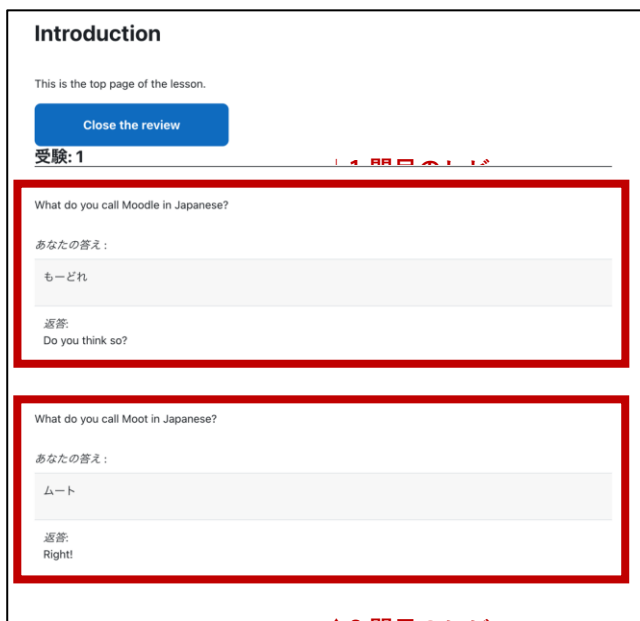 Introduction
This is the top page of the lesson.
Close the review
受験: 1
What do you call Moodle in Japanese?
あなたの答え :
もーどれ
返答:
Do you think so?
What do you call Moot in Japanese?
あなたの答え :
ムート
返答:
Right!